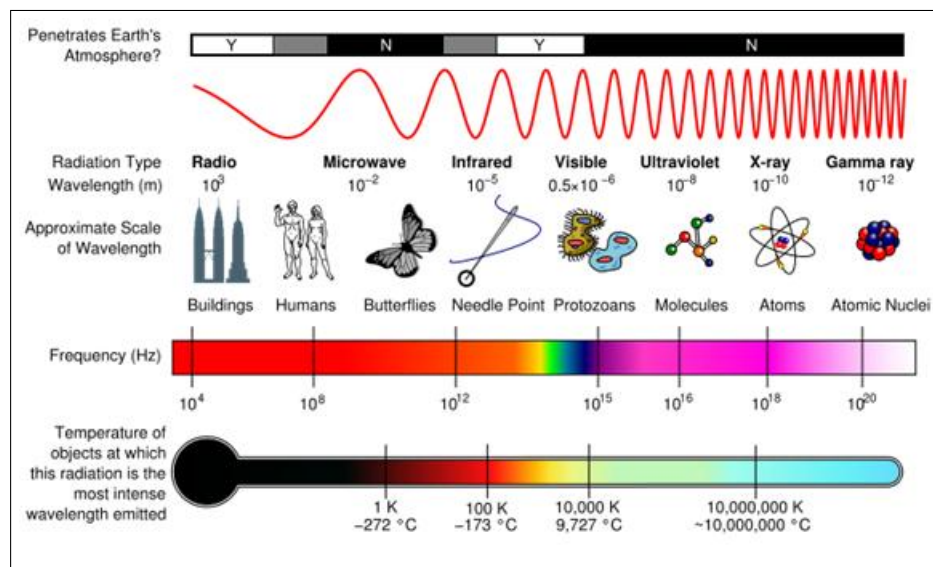 Penetrates Earth's
Atmosphere?
Y N Y N
Radiation Type
Radio Microwave Infrared Visible Ultraviolet X-ray Gamma ray
Wavelength (m)
10³ 10⁻² 10⁻⁵ 0.5×10⁻⁶ 10⁻⁸ 10⁻¹⁰ 10⁻¹²
Approximate Scale
of Wavelength
Buildings Humans Butterflies Needle Point Protozoans Molecules Atoms Atomic Nuclei
Frequency (Hz)
10⁴ 10⁸ 10¹² 10¹⁵ 10¹⁶ 10¹⁸ 10²⁰
Temperature of
objects at which
this radiation is the
most intense
wavelength emitted
1 K 100 K 10,000 K 10,000,000 K
−272 °C −173 °C 9,727 °C ~10,000,000 °C